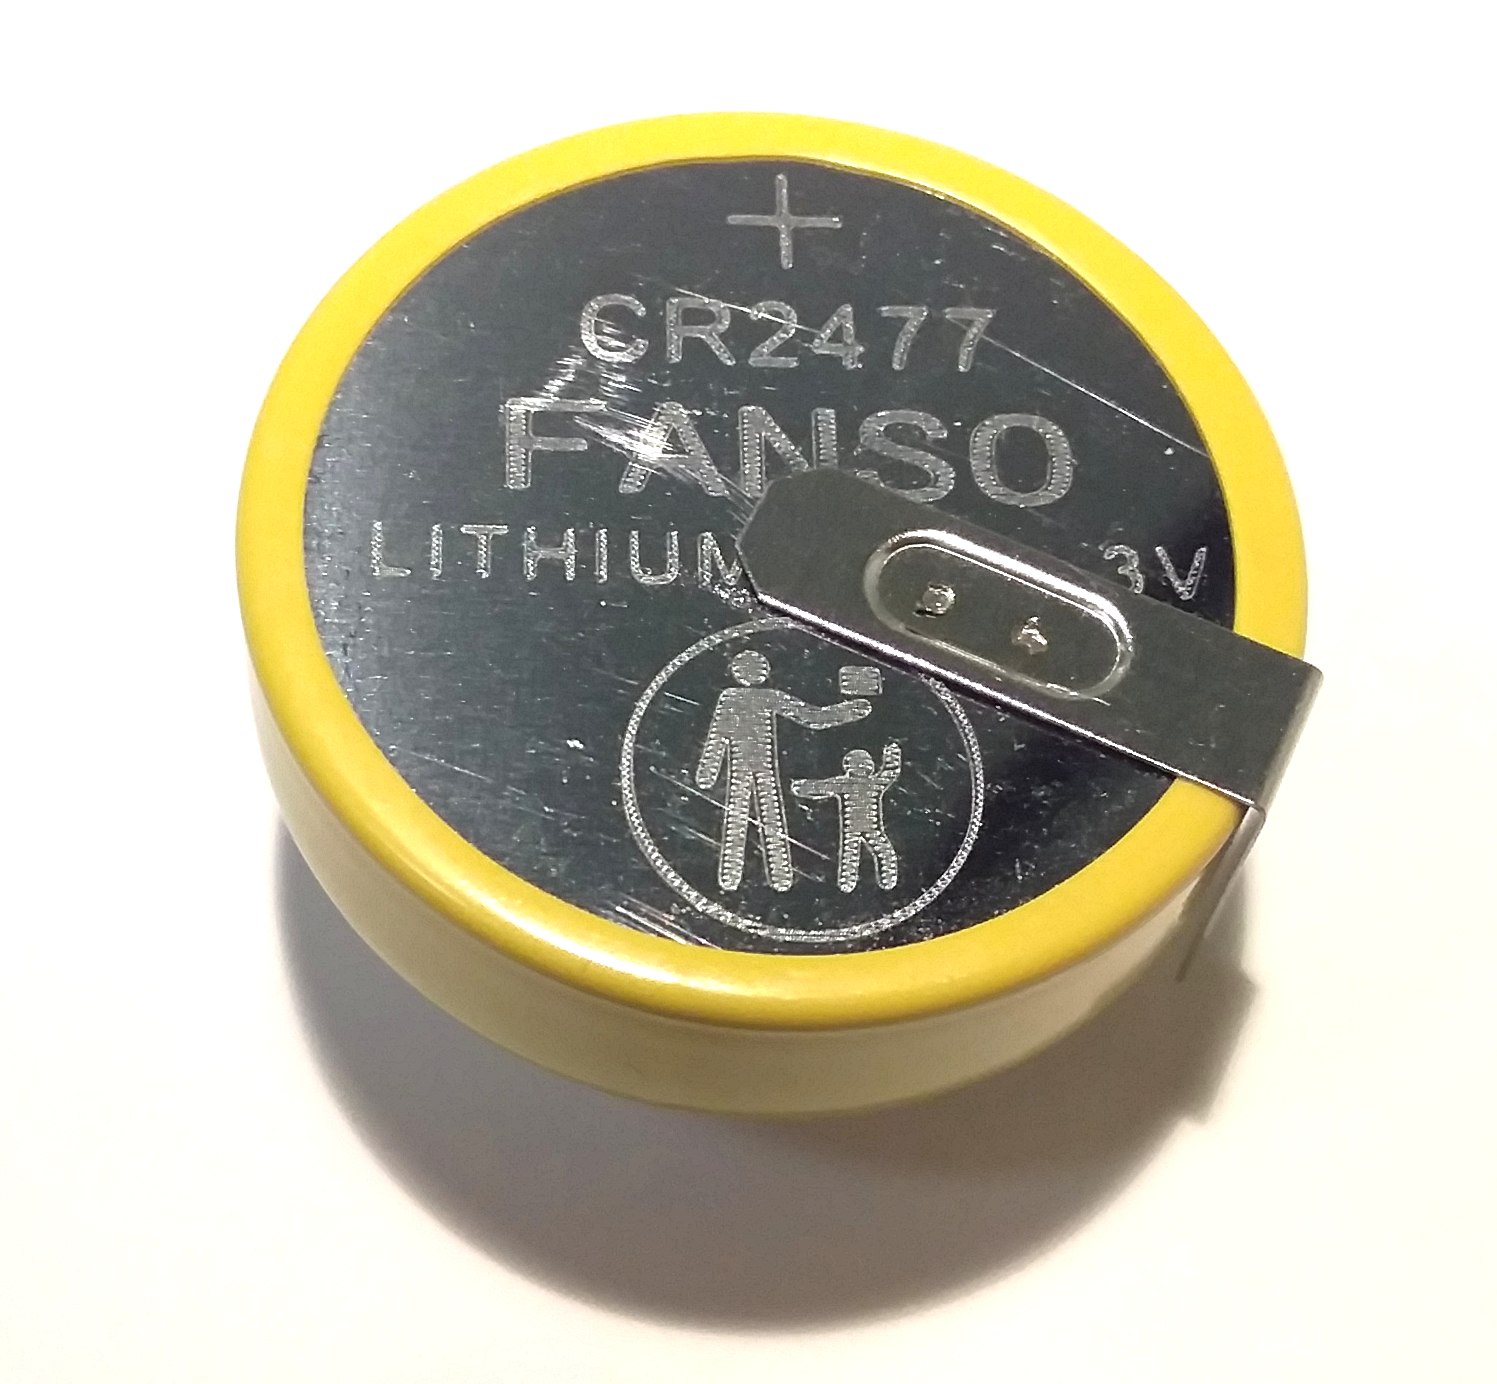 +
CR2477
FANSO
LITHIUM 3V